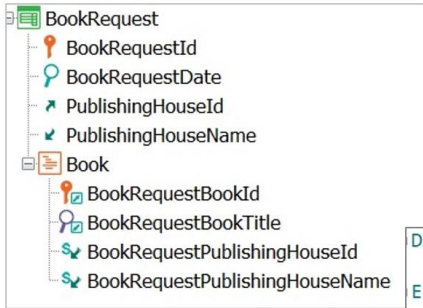 BookRequest
BookRequestId
BookRequestDate
PublishingHouseId
PublishingHouseName
Book
BookRequestBookId
BookRequestBookTitle
BookRequestPublishingHouseId
BookRequestPublishingHouseName
D
E